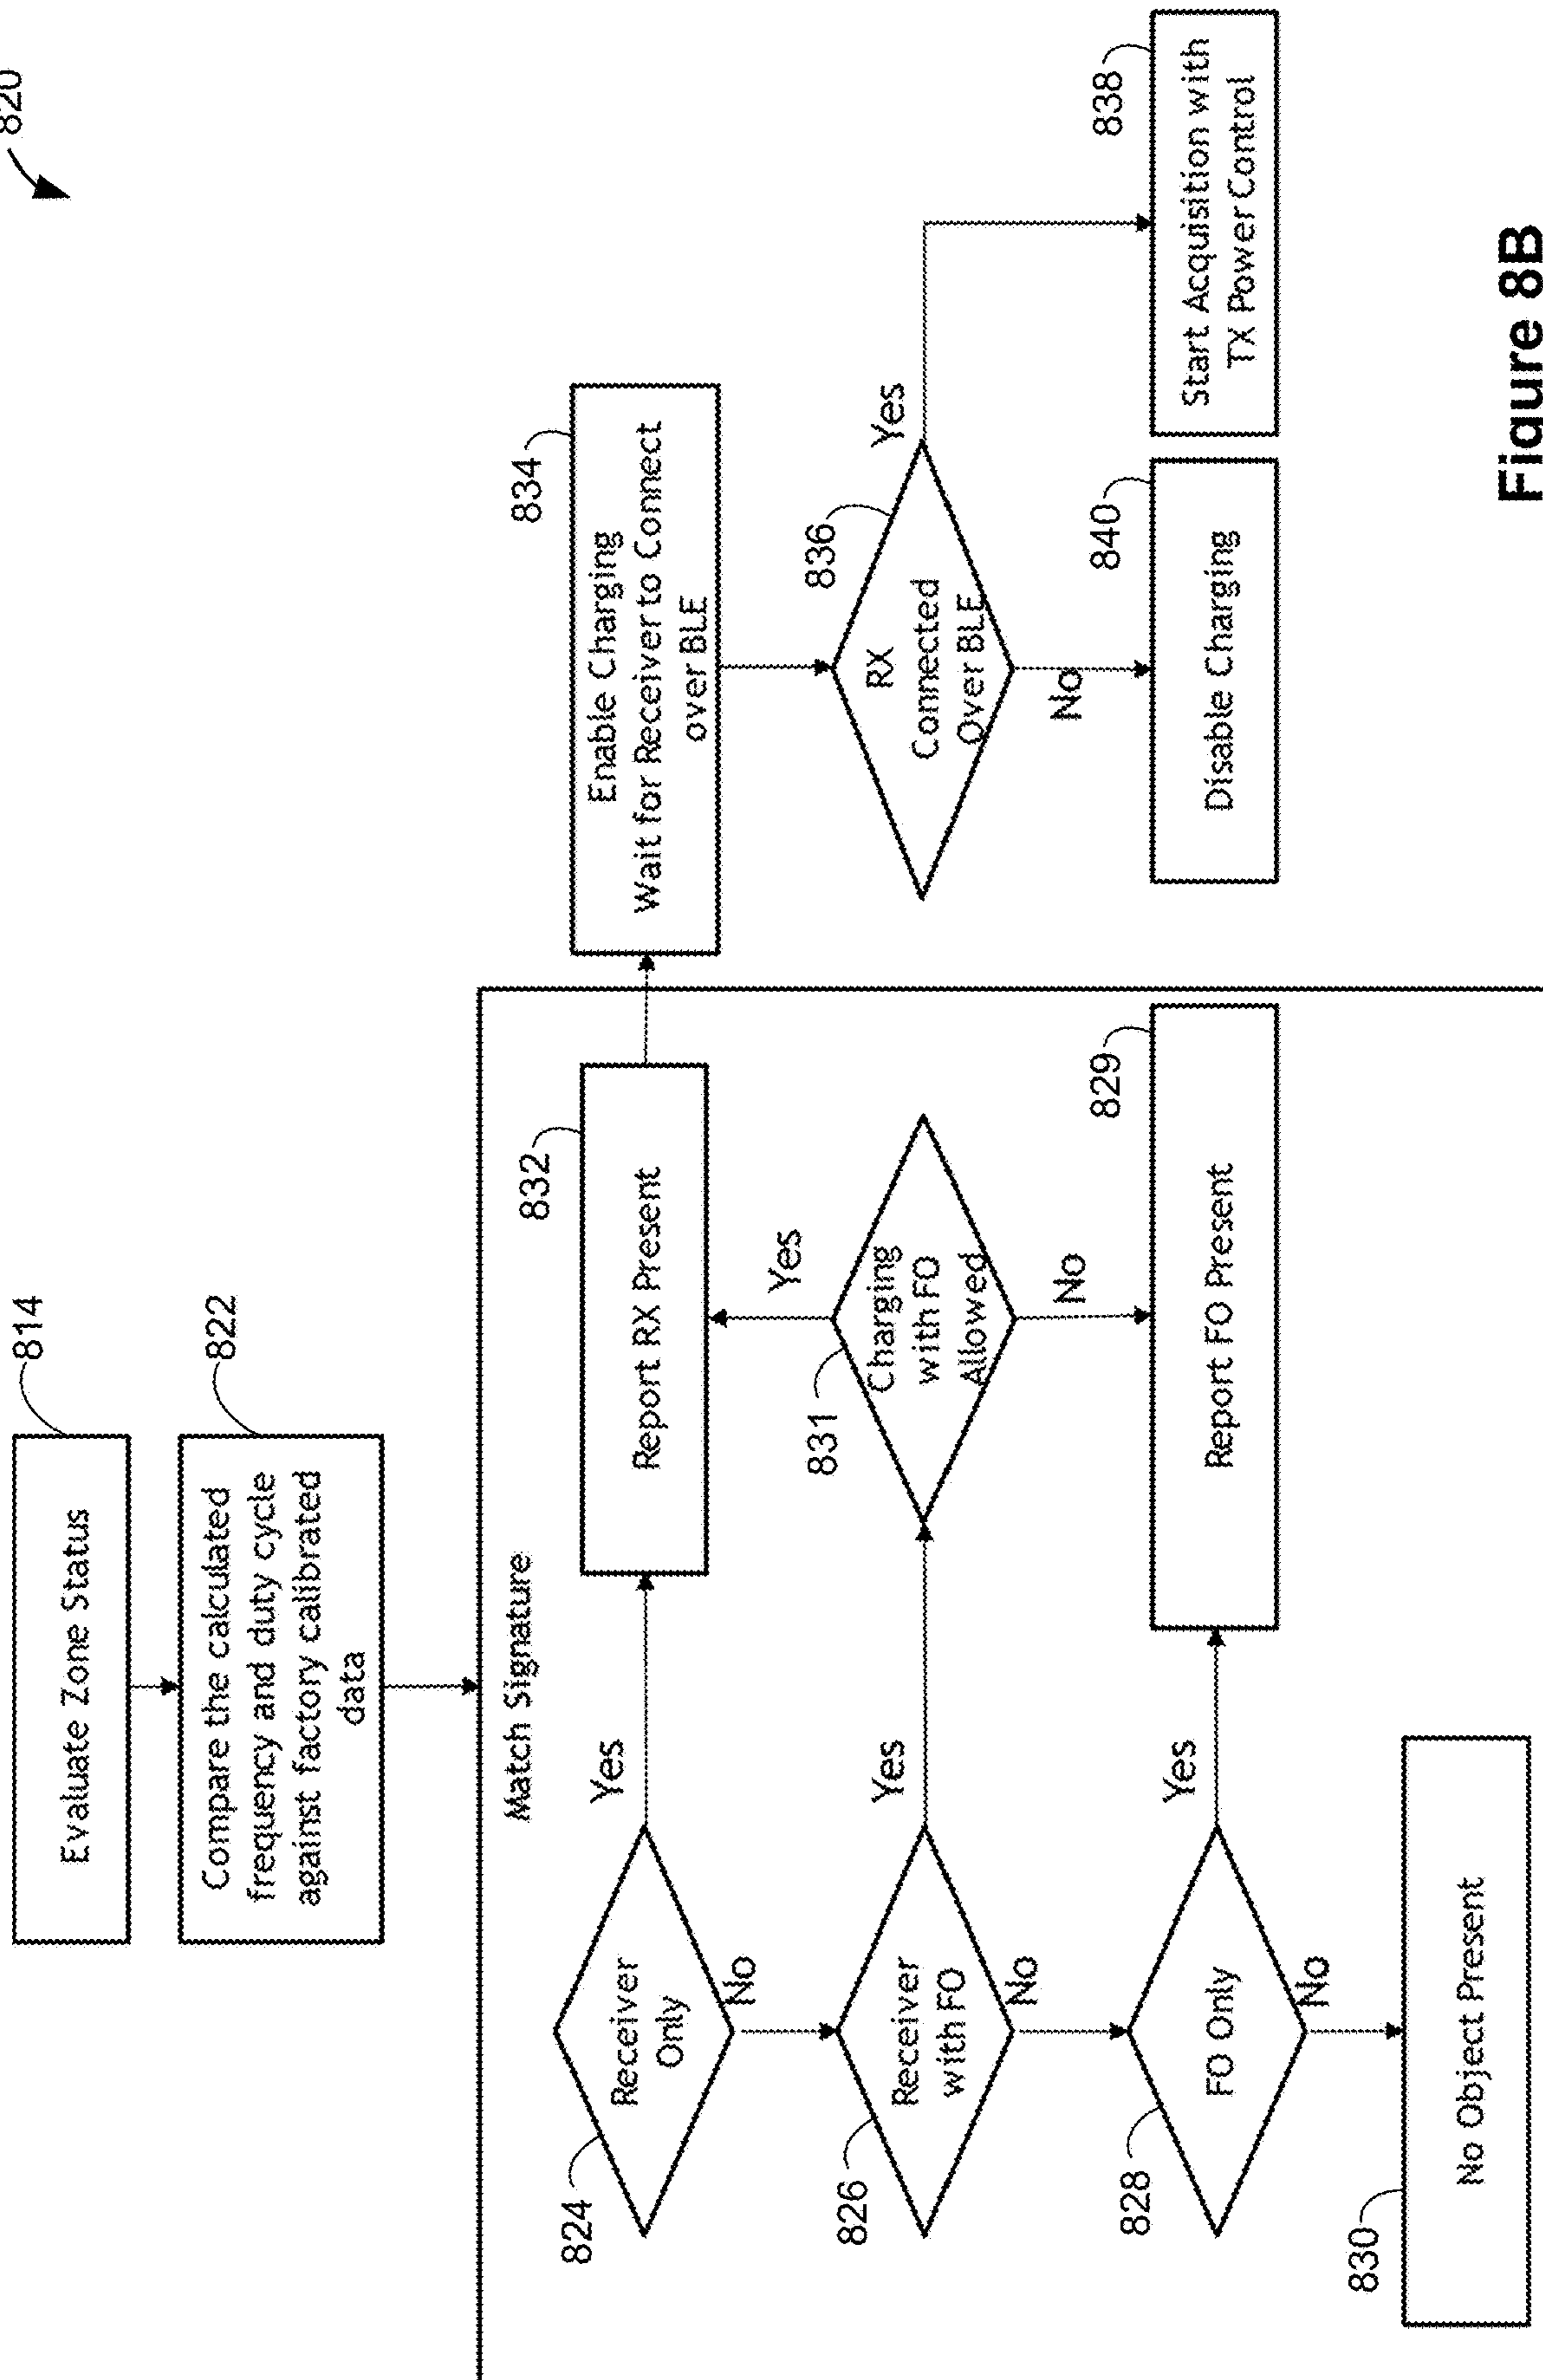 820
Evaluate Zone Status
814
Compare the calculated
frequency and duty cycle
against factory calibrated
data
822
Match Signature
Receiver
Only
824
Yes
No
Report RX Present
832
Enable Charging
Wait for Receiver to Connect
over BLE
834
Receiver
with FO
826
Yes
No
Charging
with FO
Allowed
831
Yes
No
RX
Connected
Over BLE
836
Yes
No
FO Only
828
Yes
No
Report FO Present
829
Disable Charging
840
Start Acquisition with
TX Power Control
838
No Object Present
830
Figure 8B